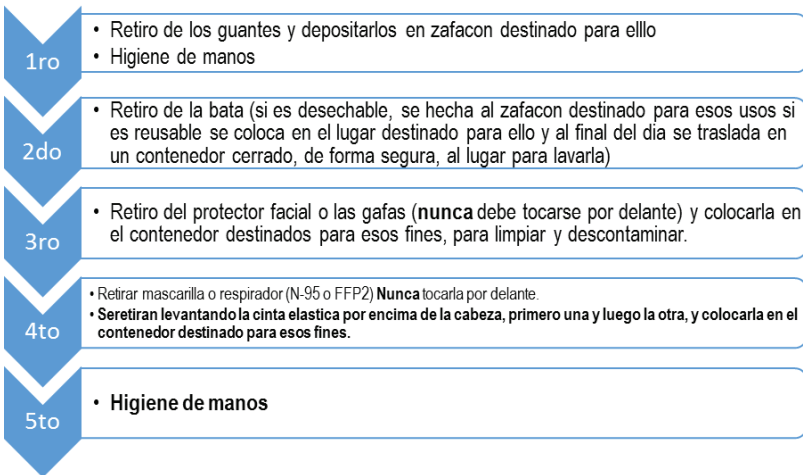 1ro
• Retiro de los guantes y depositarlos en zafacon destinado para elllo
• Higiene de manos
2do
• Retiro de la bata (si es desechable, se hecha al zafacon destinado para esos usos si
es reusable se coloca en el lugar destinado para ello y al final del dia se traslada en
un contenedor cerrado, de forma segura, al lugar para lavarla)
3ro
• Retiro del protector facial o las gafas (nunca debe tocarse por delante) y colocarla en
el contenedor destinados para esos fines, para limpiar y descontaminar.
4to
• Retirar mascarilla o respirador (N-95 o FFP2) Nunca tocarla por delante.
• Seretiran levantando la cinta elastica por encima de la cabeza, primero una y luego la otra, y colocarla en el
contenedor destinado para esos fines.
5to
• Higiene de manos